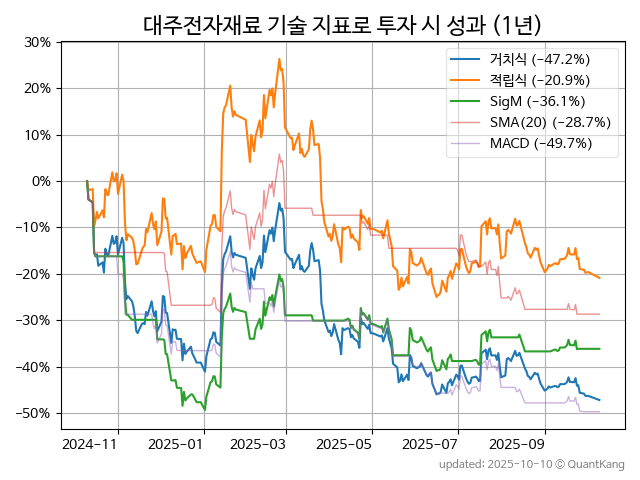 대주전자재료 기술 지표로 투자 시 성과 (1년)
거치식 (−47.2%)
적립식 (−20.9%)
SigM (−36.1%)
SMA(20) (−28.7%)
MACD (−49.7%)
30%
20%
10%
0%
−10%
−20%
−30%
−40%
−50%
2024-11 2025-01 2025-03 2025-05 2025-07 2025-09
updated: 2025-10-10 © QuantKang